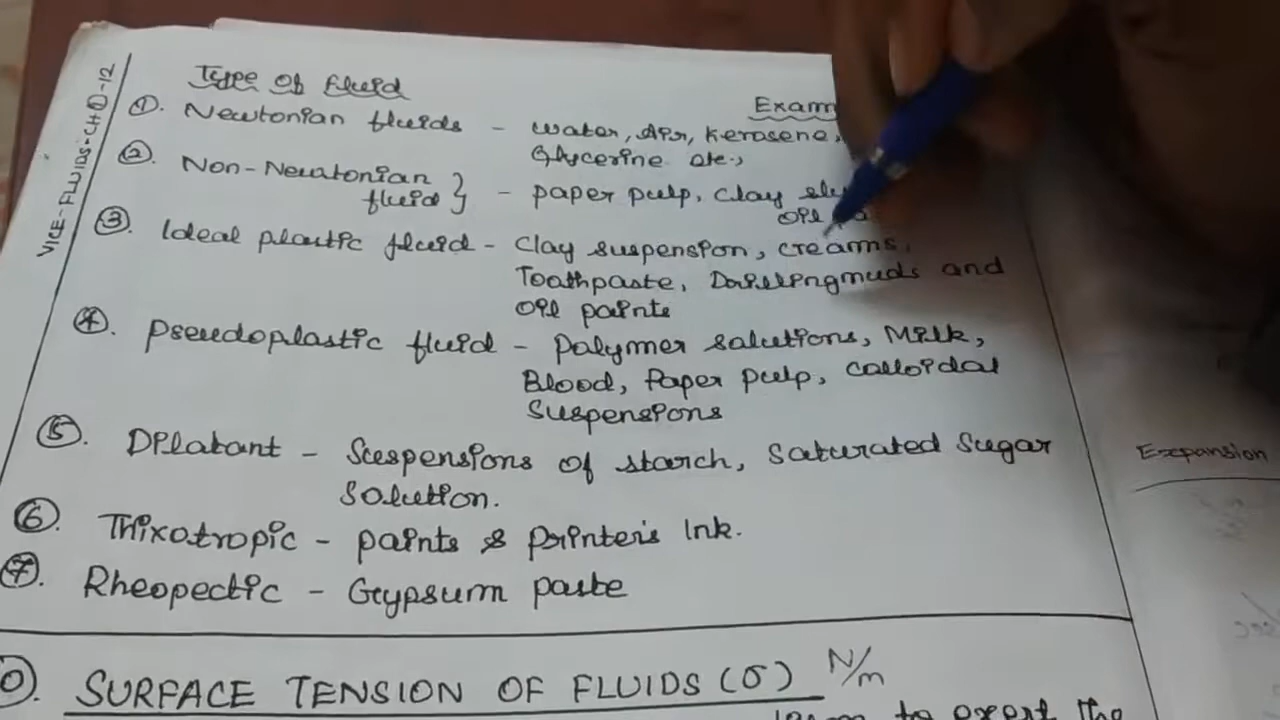 VICE-FLUIDS-CH①-12
Type of Fluid
Exam
①. Newtonian fluids - water, Air, Kerosene,
Glycerine etc.,
②. Non-Newtonian fluid } - paper pulp, Clay
Oil
③. Ideal plastic fluid - Clay suspension, creams,
Toothpaste, Drilling muds and
Oil paints
④. Pseudoplastic fluid - Polymer solutions, Milk,
Blood, Paper pulp, colloidal
Suspensions
⑤. Dilatant - Suspensions of starch, saturated sugar
solution.
⑥. Thixotropic - paints & printer's Ink.
⑦. Rheopectic - Gypsum paste
Expansion
SURFACE TENSION OF FLUIDS (σ) N/m
to exert the